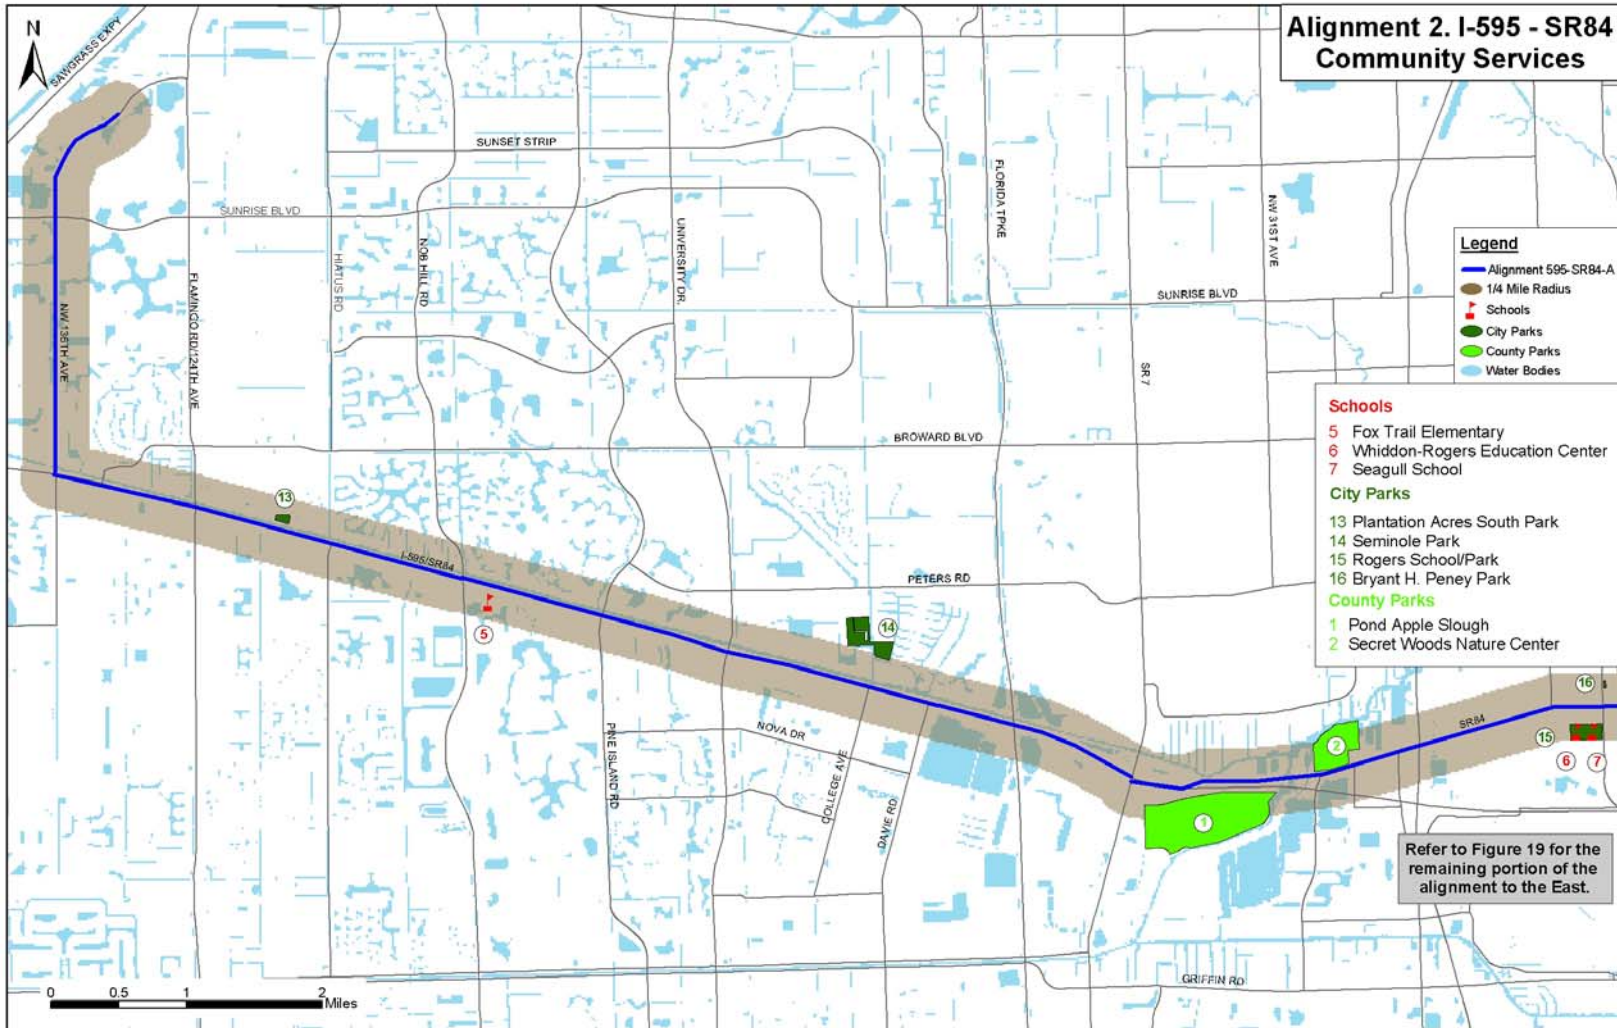 Alignment 2. I-595 - SR84
Community Services
N
SAWGRASS EXPY
SUNSET STRIP
FLORIDA TPKE
NW 31ST AVE
SUNRISE BLVD
UNIVERSITY DR.
NOB HILL RD
HIATUS RD
FLAMINGO RD/124TH AVE
NW 136TH AVE
SUNRISE BLVD
SR 7
BROWARD BLVD
Legend
Alignment 595-SR84-A
1/4 Mile Radius
Schools
City Parks
County Parks
Water Bodies
Schools
5 Fox Trail Elementary
6 Whiddon-Rogers Education Center
7 Seagull School
City Parks
13 Plantation Acres South Park
14 Seminole Park
15 Rogers School/Park
16 Bryant H. Peney Park
County Parks
1 Pond Apple Slough
2 Secret Woods Nature Center
13
I-595/SR84
PETERS RD
5
14
16
SR84
15
6
7
2
1
NOVA DR
PINE ISLAND RD
COLLEGE AVE
DAVIE RD
Refer to Figure 19 for the
remaining portion of the
alignment to the East.
GRIFFIN RD
0 0.5 1 2
Miles